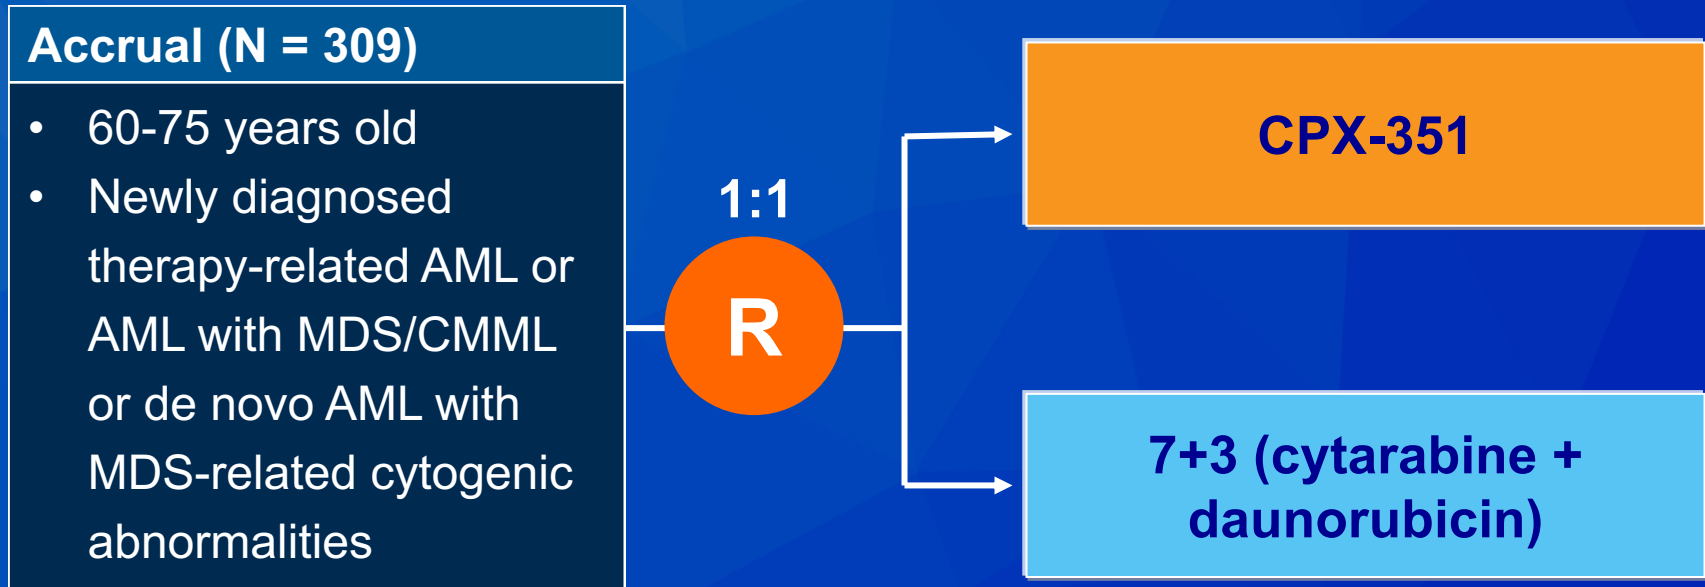 Accrual (N = 309)
• 60-75 years old
• Newly diagnosed
therapy-related AML or
AML with MDS/CMML
or de novo AML with
MDS-related cytogenic
abnormalities
1:1
R
CPX-351
7+3 (cytarabine +
daunorubicin)